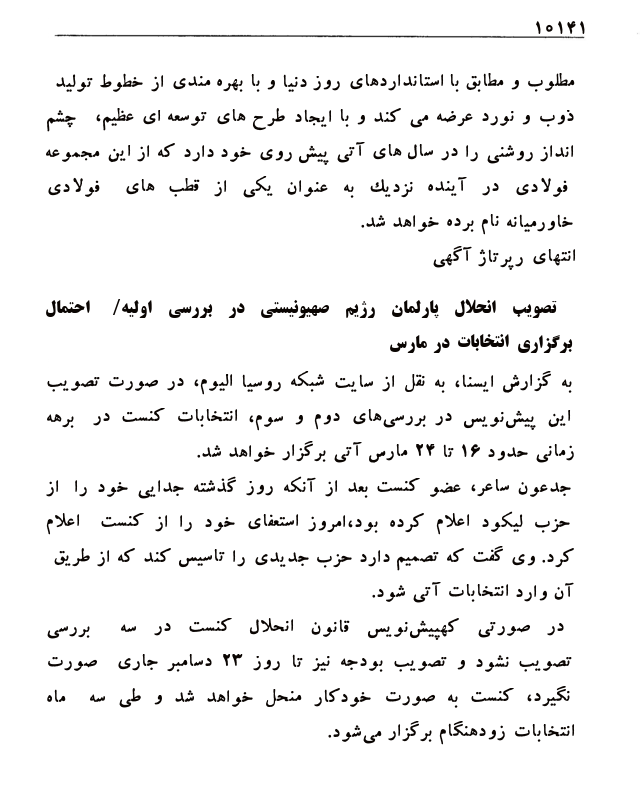 ۱۰۱۴۱
مطلوب و مطابق با استانداردهای روز دنیا و با بهره مندی از خطوط تولید
ذوب و نورد عرضه می کند و با ایجاد طرح های توسعه ای عظیم، چشم
انداز روشنی را در سال های آتی پیش روی خود دارد که از این مجموعه
فولادی در آینده نزدیك به عنوان یکی از قطب های فولادی
خاورمیانه نام برده خواهد شد.
انتهای رپرتاژ آگهی
تصویب انحلال پارلمان رژیم صهیونیستی در بررسی اولیه/ احتمال
برگزاری انتخابات در مارس
به گزارش ایسنا، به نقل از سایت شبکه روسیا الیوم، در صورت تصویب
این پیش‌نویس در بررسی‌های دوم و سوم، انتخابات کنست در برهه
زمانی حدود ۱۶ تا ۲۴ مارس آتی برگزار خواهد شد.
جدعون ساعر، عضو کنست بعد از آنکه روز گذشته جدایی خود را از
حزب لیکود اعلام کرده بود،امروز استعفای خود را از کنست اعلام
کرد. وی گفت که تصمیم دارد حزب جدیدی را تاسیس کند که از طریق
آن وارد انتخابات آتی شود.
در صورتی کهپیش‌نویس قانون انحلال کنست در سه بررسی
تصویب نشود و تصویب بودجه نیز تا روز ۲۳ دسامبر جاری صورت
نگیرد، کنست به صورت خودکار منحل خواهد شد و طی سه ماه
انتخابات زودهنگام برگزار می‌شود.